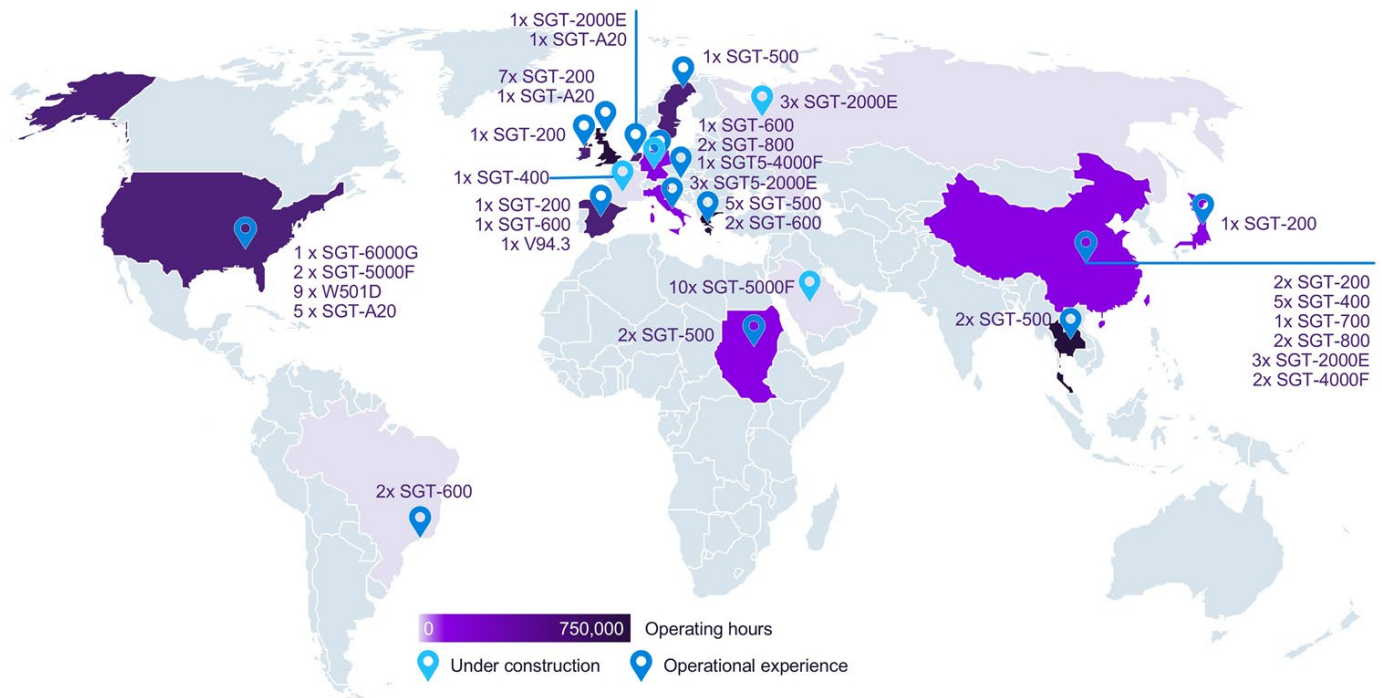 1x SGT-2000E
1x SGT-A20
1x SGT-500
7x SGT-200
1x SGT-A20
3x SGT-2000E
1x SGT-200
1x SGT-600
2x SGT-800
1x SGT5-4000F
1x SGT-400
3x SGT5-2000E
1x SGT-200
1x SGT-600
1x V94.3
5x SGT-500
2x SGT-600
1x SGT-200
1 x SGT-6000G
2 x SGT-5000F
9 x W501D
5 x SGT-A20
10x SGT-5000F
2x SGT-500
2x SGT-500
2x SGT-200
5x SGT-400
1x SGT-700
2x SGT-800
3x SGT-2000E
2x SGT-4000F
2x SGT-600
0 750,000 Operating hours
Under construction Operational experience